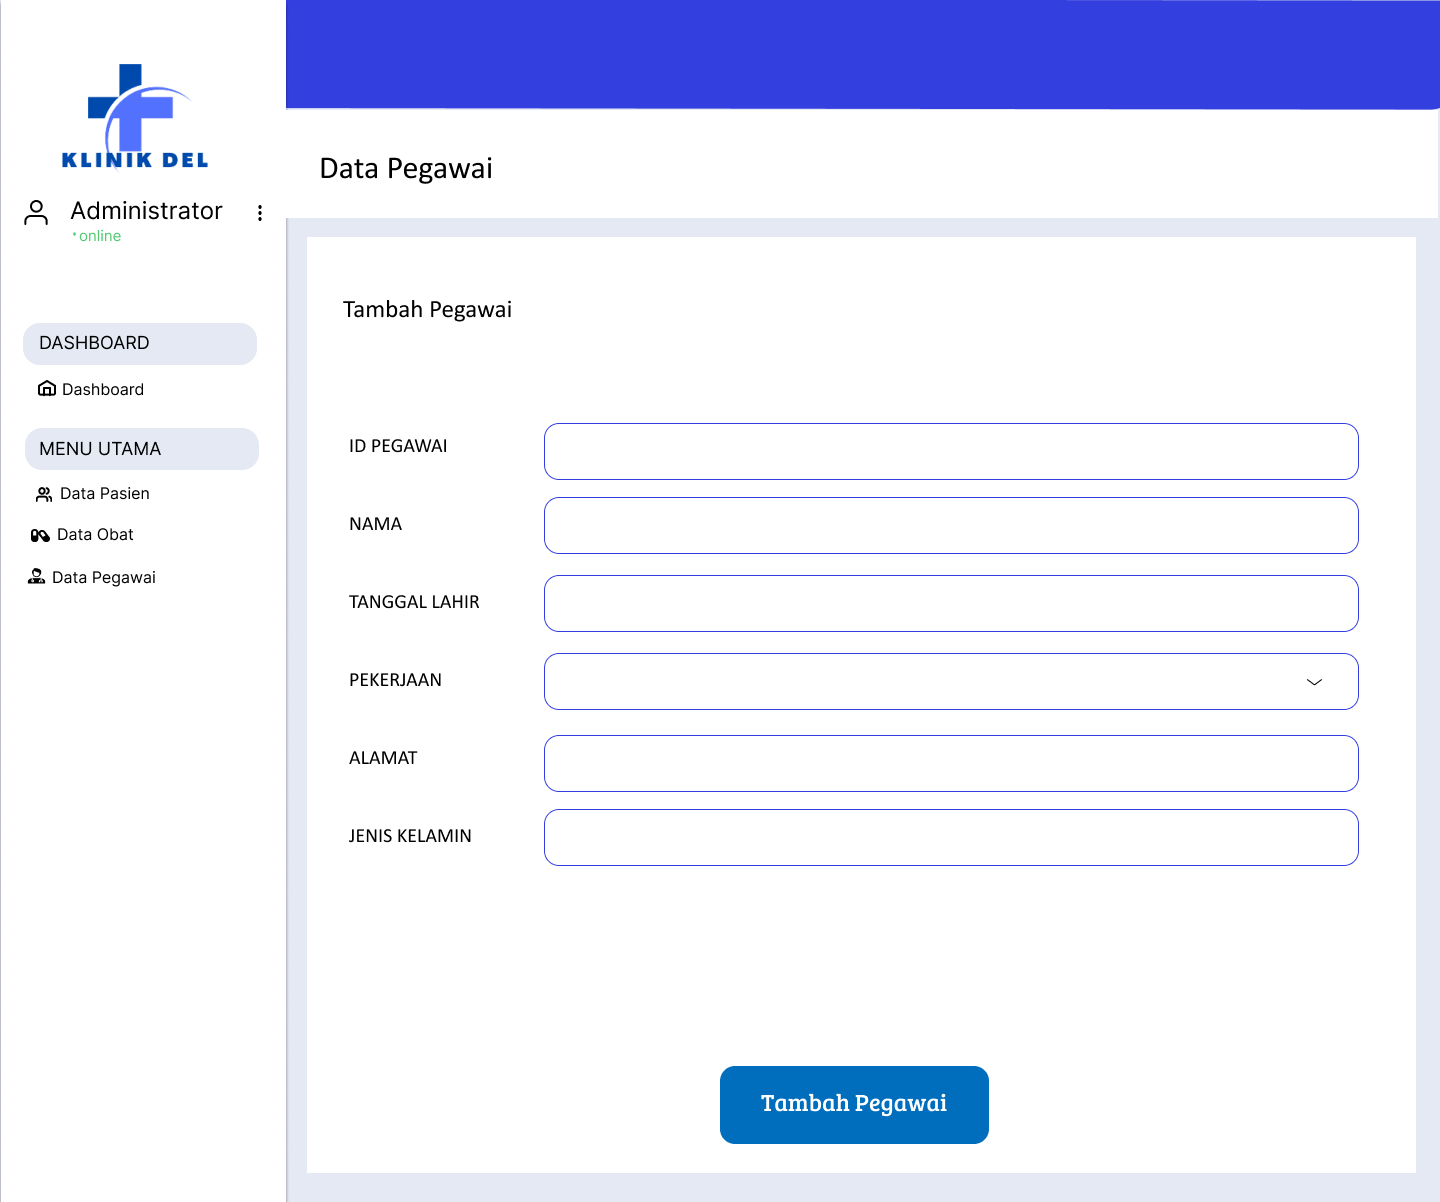 KLINIK DEL
Administrator
online
DASHBOARD
Dashboard
MENU UTAMA
Data Pasien
Data Obat
Data Pegawai
Data Pegawai
Tambah Pegawai
ID PEGAWAI
NAMA
TANGGAL LAHIR
PEKERJAAN
ALAMAT
JENIS KELAMIN
Tambah Pegawai